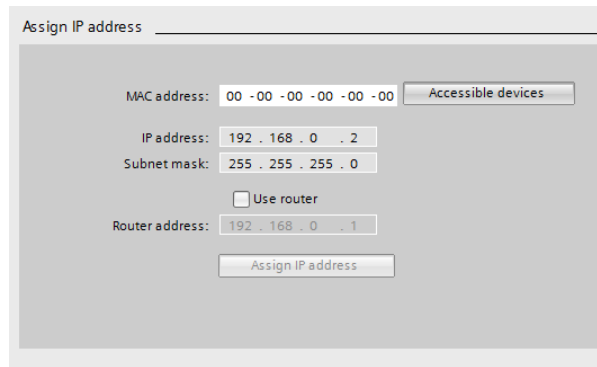 Assign IP address
MAC address: 00 -00 -00 -00 -00 -00 Accessible devices
IP address: 192 . 168 . 0 . 2
Subnet mask: 255 . 255 . 255 . 0
Use router
Router address: 192 . 168 . 0 . 1
Assign IP address